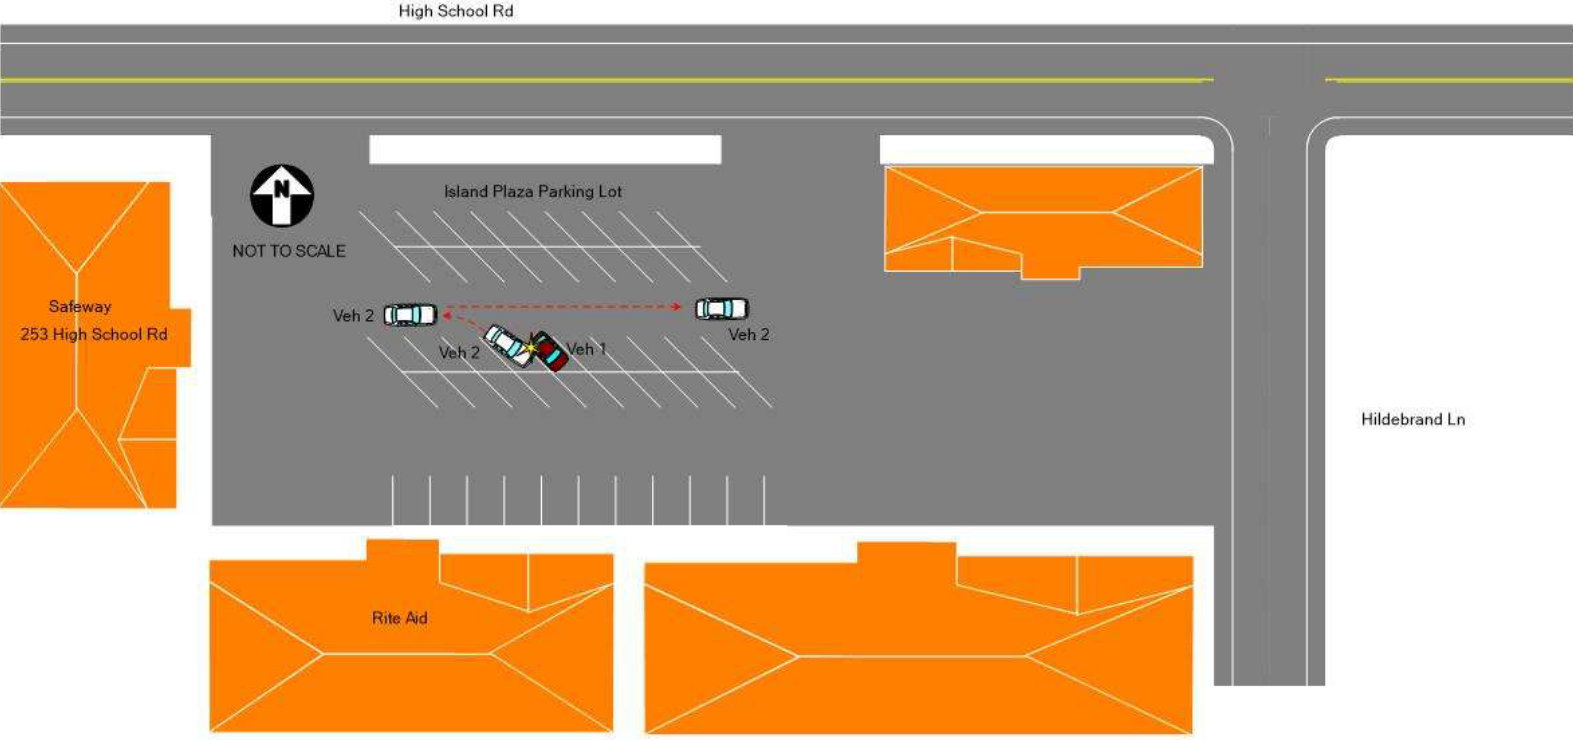 High School Rd
N
Island Plaza Parking Lot
NOT TO SCALE
Safeway
253 High School Rd
Veh 2
Veh 2
Veh 2
Veh 1
Hildebrand Ln
Rite Aid